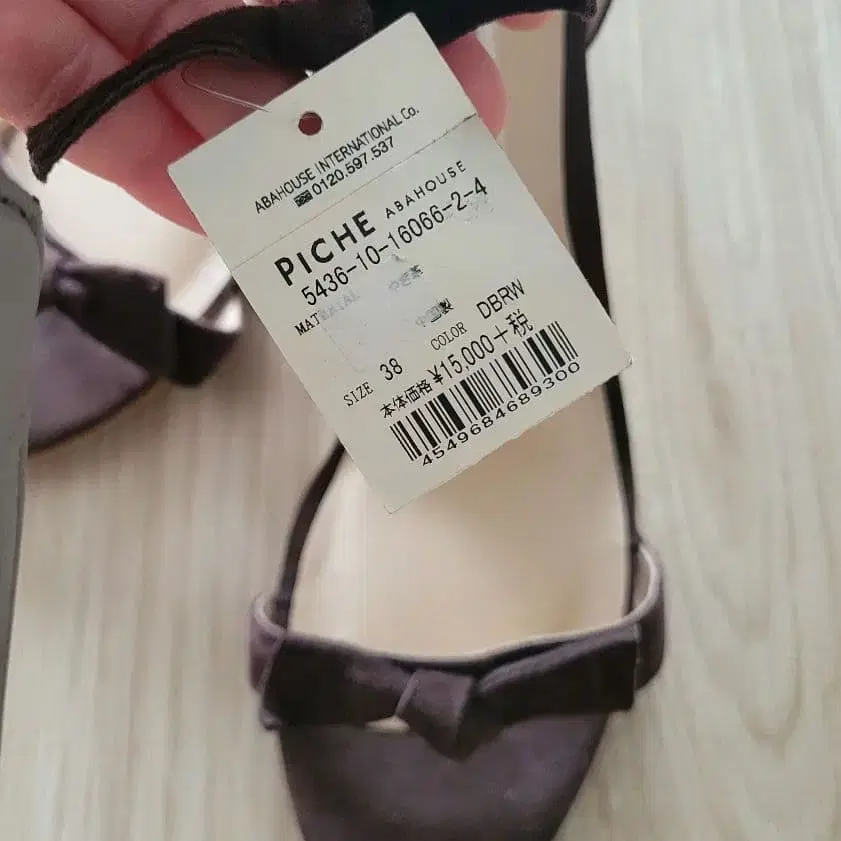 ABAHOUSE INTERNATIONAL Co.
0120.597.537
PICHE ABAHOUSE
5436-10-16066-2-4
MATERIAL
中国製
SIZE 38 COLOR DBRW
本体価格 ¥15,000+税
4549684689300